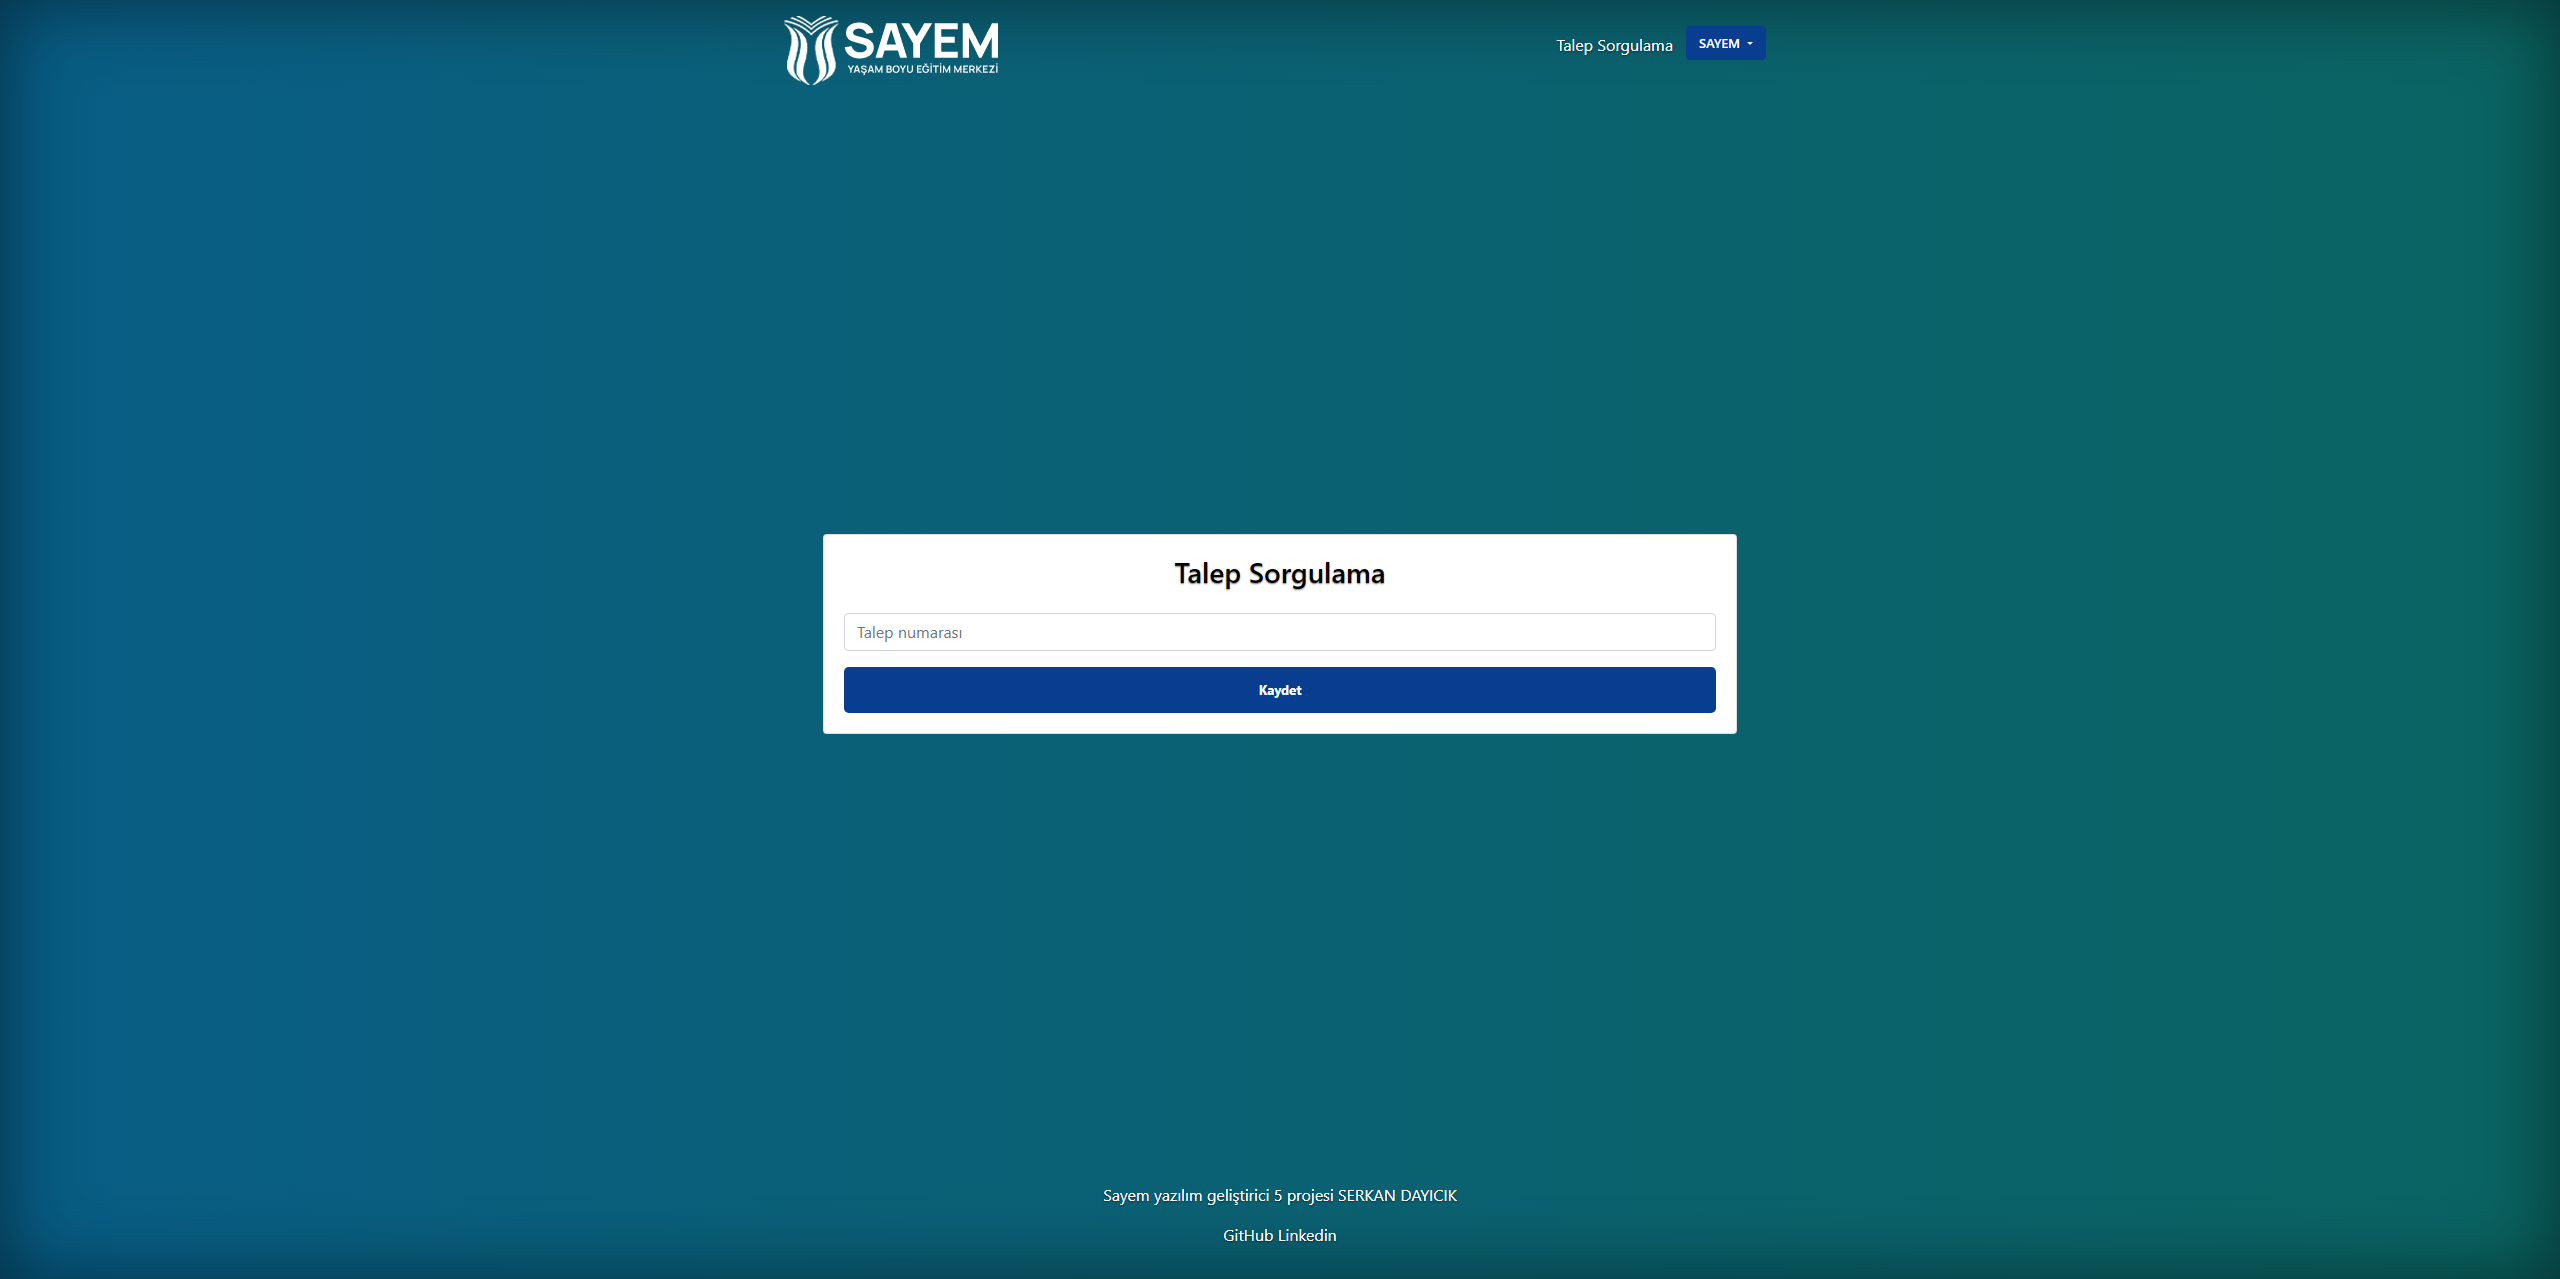 SAYEM
YAŞAM BOYU EĞİTİM MERKEZİ
Talep Sorgulama
SAYEM
Talep Sorgulama
Talep numarası
Kaydet
Sayem yazılım geliştirici 5 projesi SERKAN DAYICIK
GitHub Linkedin